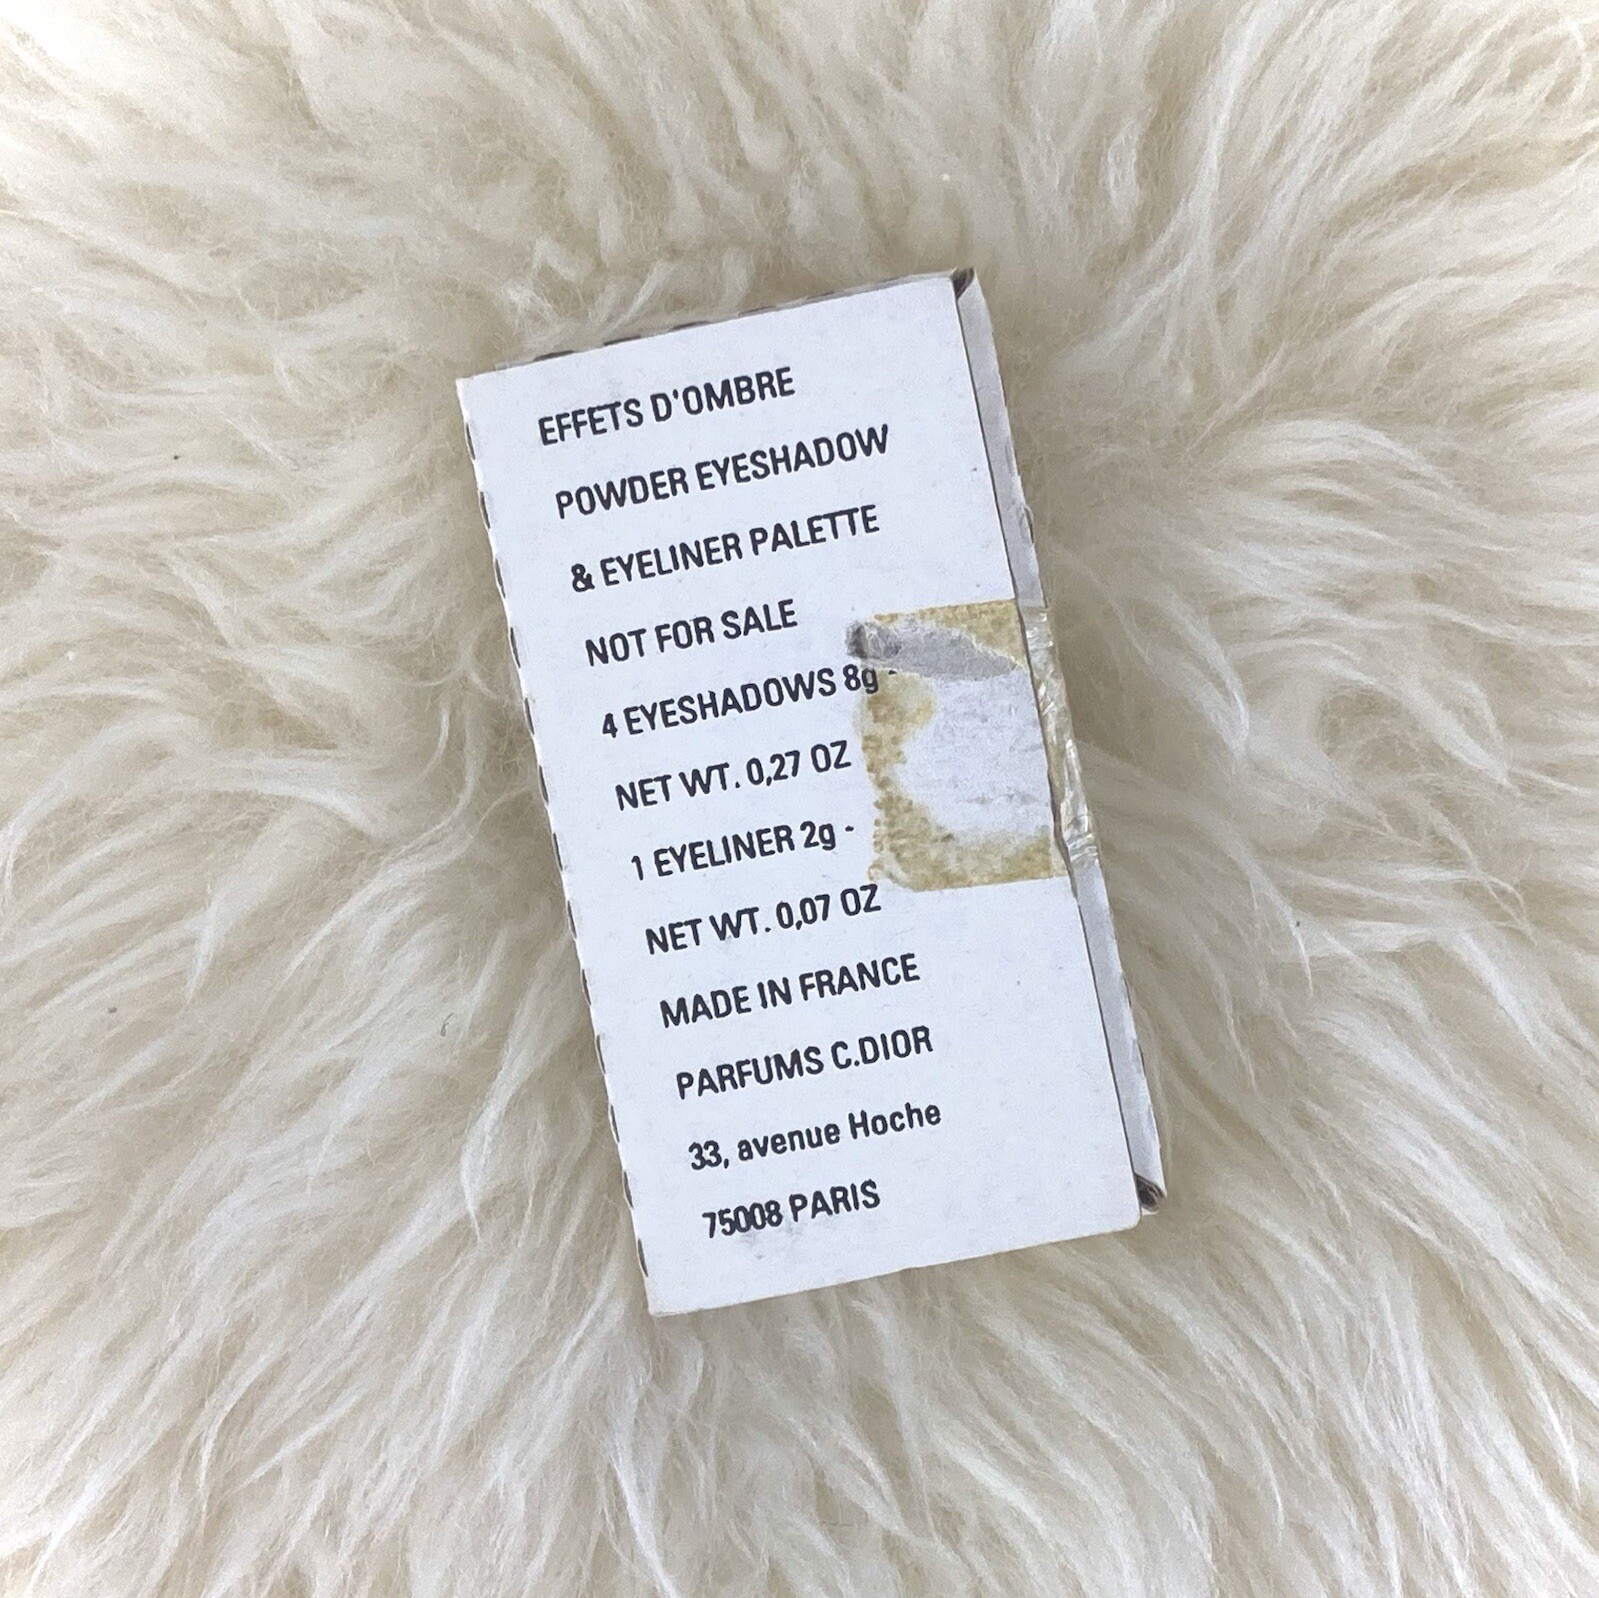 EFFETS D'OMBRE
POWDER EYESHADOW
& EYELINER PALETTE
NOT FOR SALE
4 EYESHADOWS 8g -
NET WT. 0,27 OZ
1 EYELINER 2g -
NET WT. 0,07 OZ
MADE IN FRANCE
PARFUMS C.DIOR
33, avenue Hoche
75008 PARIS